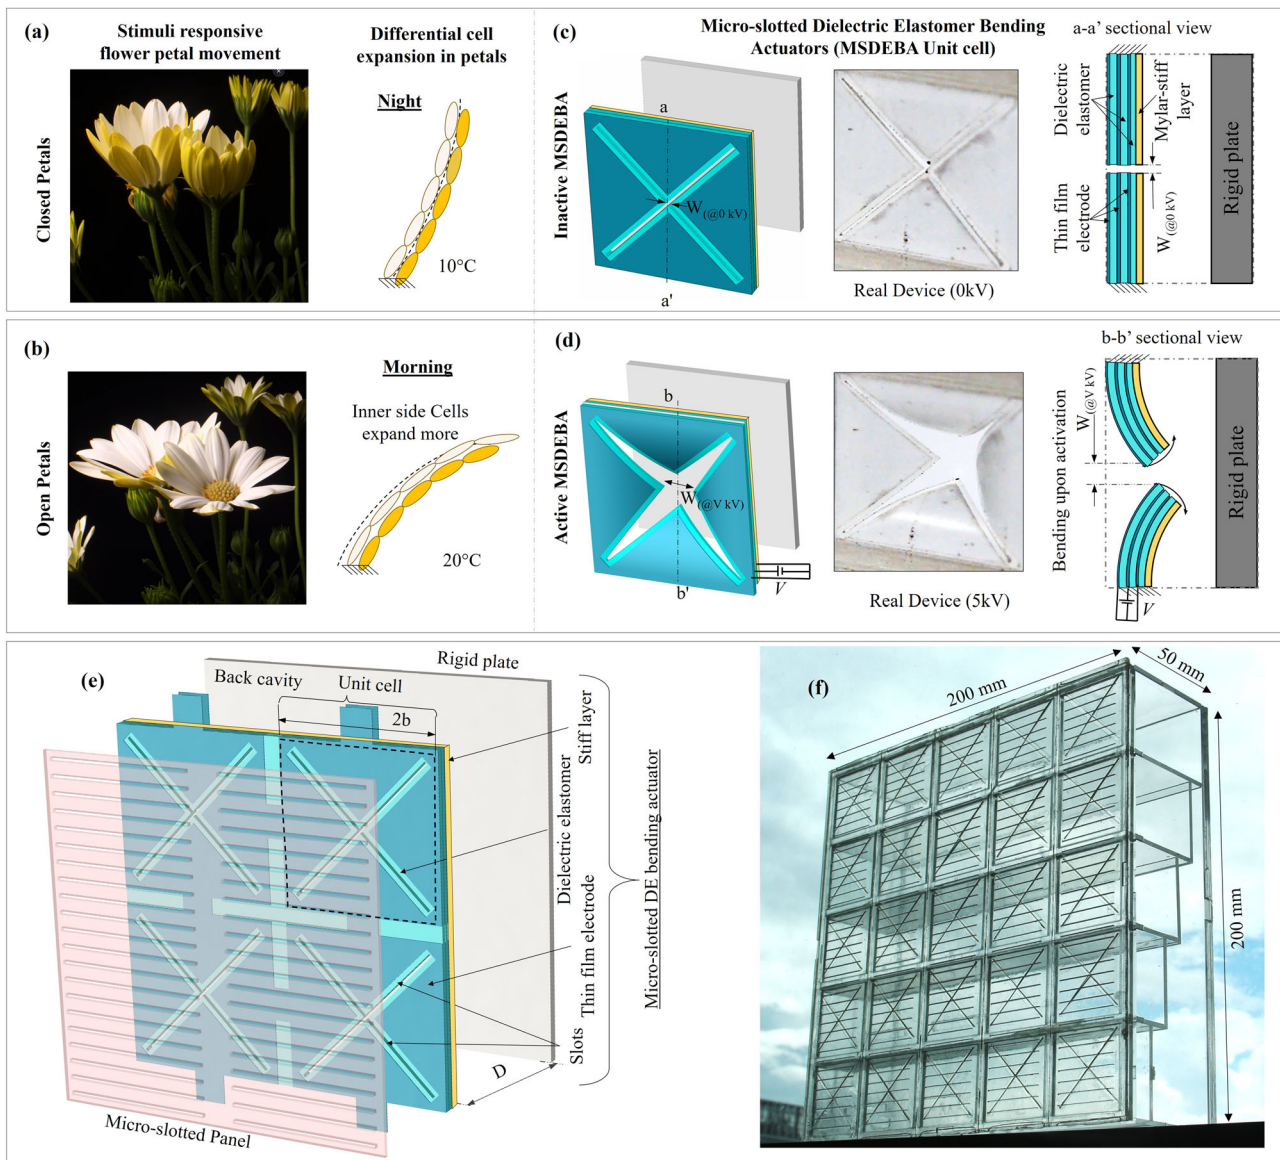 (a)
Stimuli responsive
flower petal movement
Differential cell
expansion in petals
Night
Closed Petals
10°C
(c)
Micro-slotted Dielectric Elastomer Bending
Actuators (MSDEBA Unit cell)
a-a’ sectional view
Inactive MSDEBA
a
W(@0 kV)
a'
Real Device (0kV)
Dielectric
elastomer
Mylar-stiff
layer
Thin film
electrode
W(@0 kV)
Rigid plate
(b)
Morning
Inner side Cells
expand more
Open Petals
20°C
(d)
b-b’ sectional view
Active MSDEBA
b
W(@V kV)
b'
V
Real Device (5kV)
Bending upon activation
W(@V kV)
V
Rigid plate
(e)
Rigid plate
Back cavity
Unit cell
2b
Stiff layer
Dielectric elastomer
Thin film electrode
Slots
Micro-slotted DE bending actuator
D
Micro-slotted Panel
(f)
200 mm
50 mm
200 mm